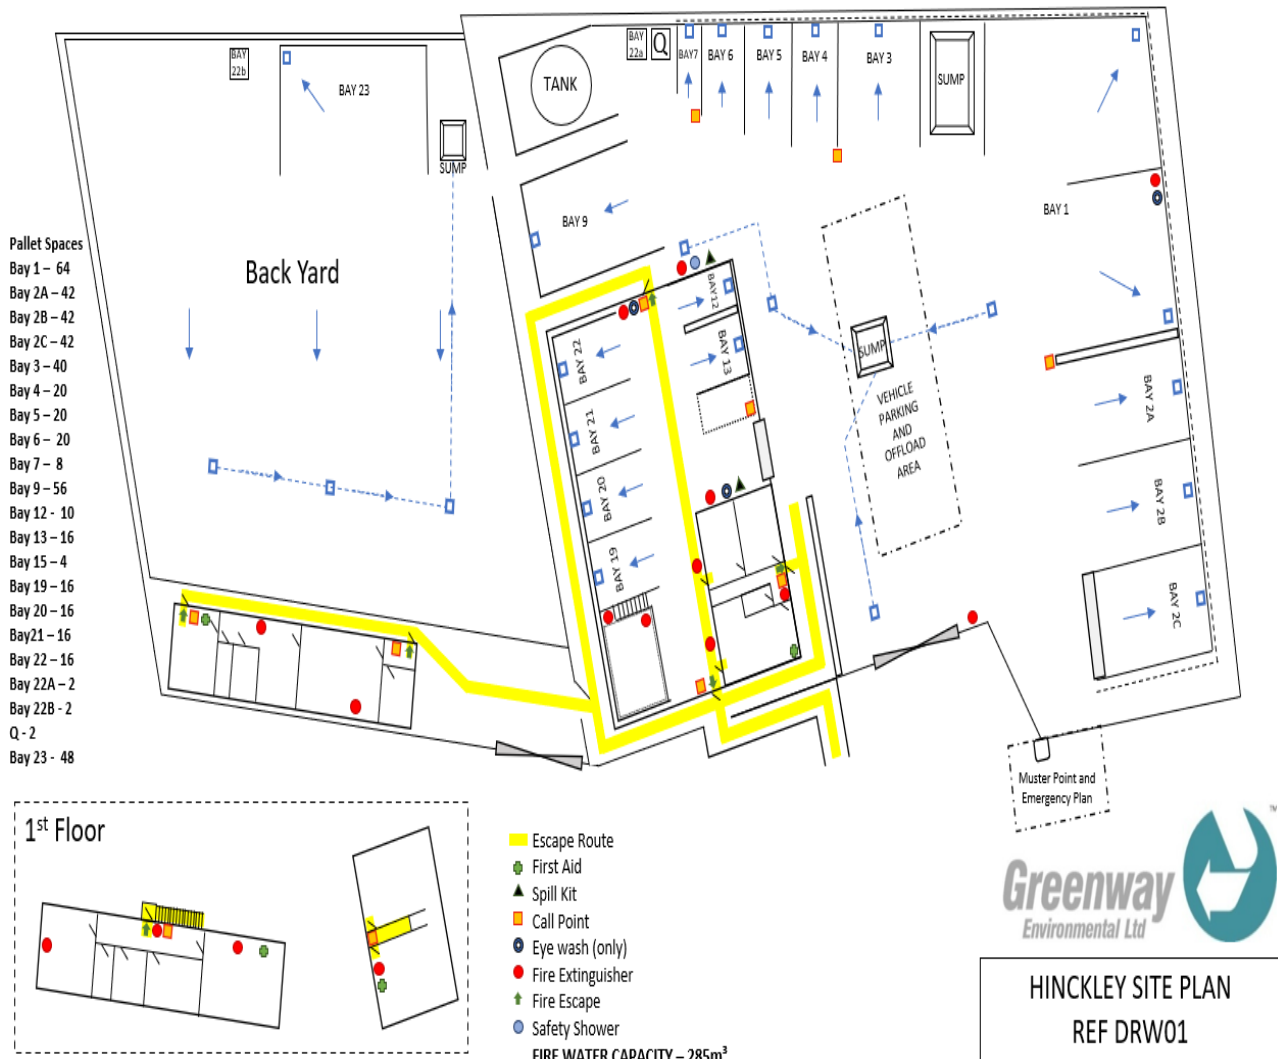 BAY
22b
BAY 23
SUMP
Back Yard
TANK
BAY
22a
Q
BAY7
BAY 6
BAY 5
BAY 4
BAY 3
SUMP
BAY 9
BAY 1
BAY12
BAY 13
BAY 22
BAY 21
BAY 20
BAY 19
SUMP
VEHICLE
PARKING
AND
OFFLOAD
AREA
BAY 2A
BAY 2B
BAY 2C
Pallet Spaces
Bay 1 – 64
Bay 2A – 42
Bay 2B – 42
Bay 2C – 42
Bay 3 – 40
Bay 4 – 20
Bay 5 – 20
Bay 6 – 20
Bay 7 – 8
Bay 9 – 56
Bay 12 - 10
Bay 13 – 16
Bay 15 – 4
Bay 19 – 16
Bay 20 – 16
Bay21 – 16
Bay 22 – 16
Bay 22A – 2
Bay 22B - 2
Q - 2
Bay 23 - 48
Muster Point and
Emergency Plan
1st Floor
Escape Route
First Aid
Spill Kit
Call Point
Eye wash (only)
Fire Extinguisher
Fire Escape
Safety Shower
FIRE WATER CAPACITY – 285m³
TM
Greenway
Environmental Ltd
HINCKLEY SITE PLAN
REF DRW01